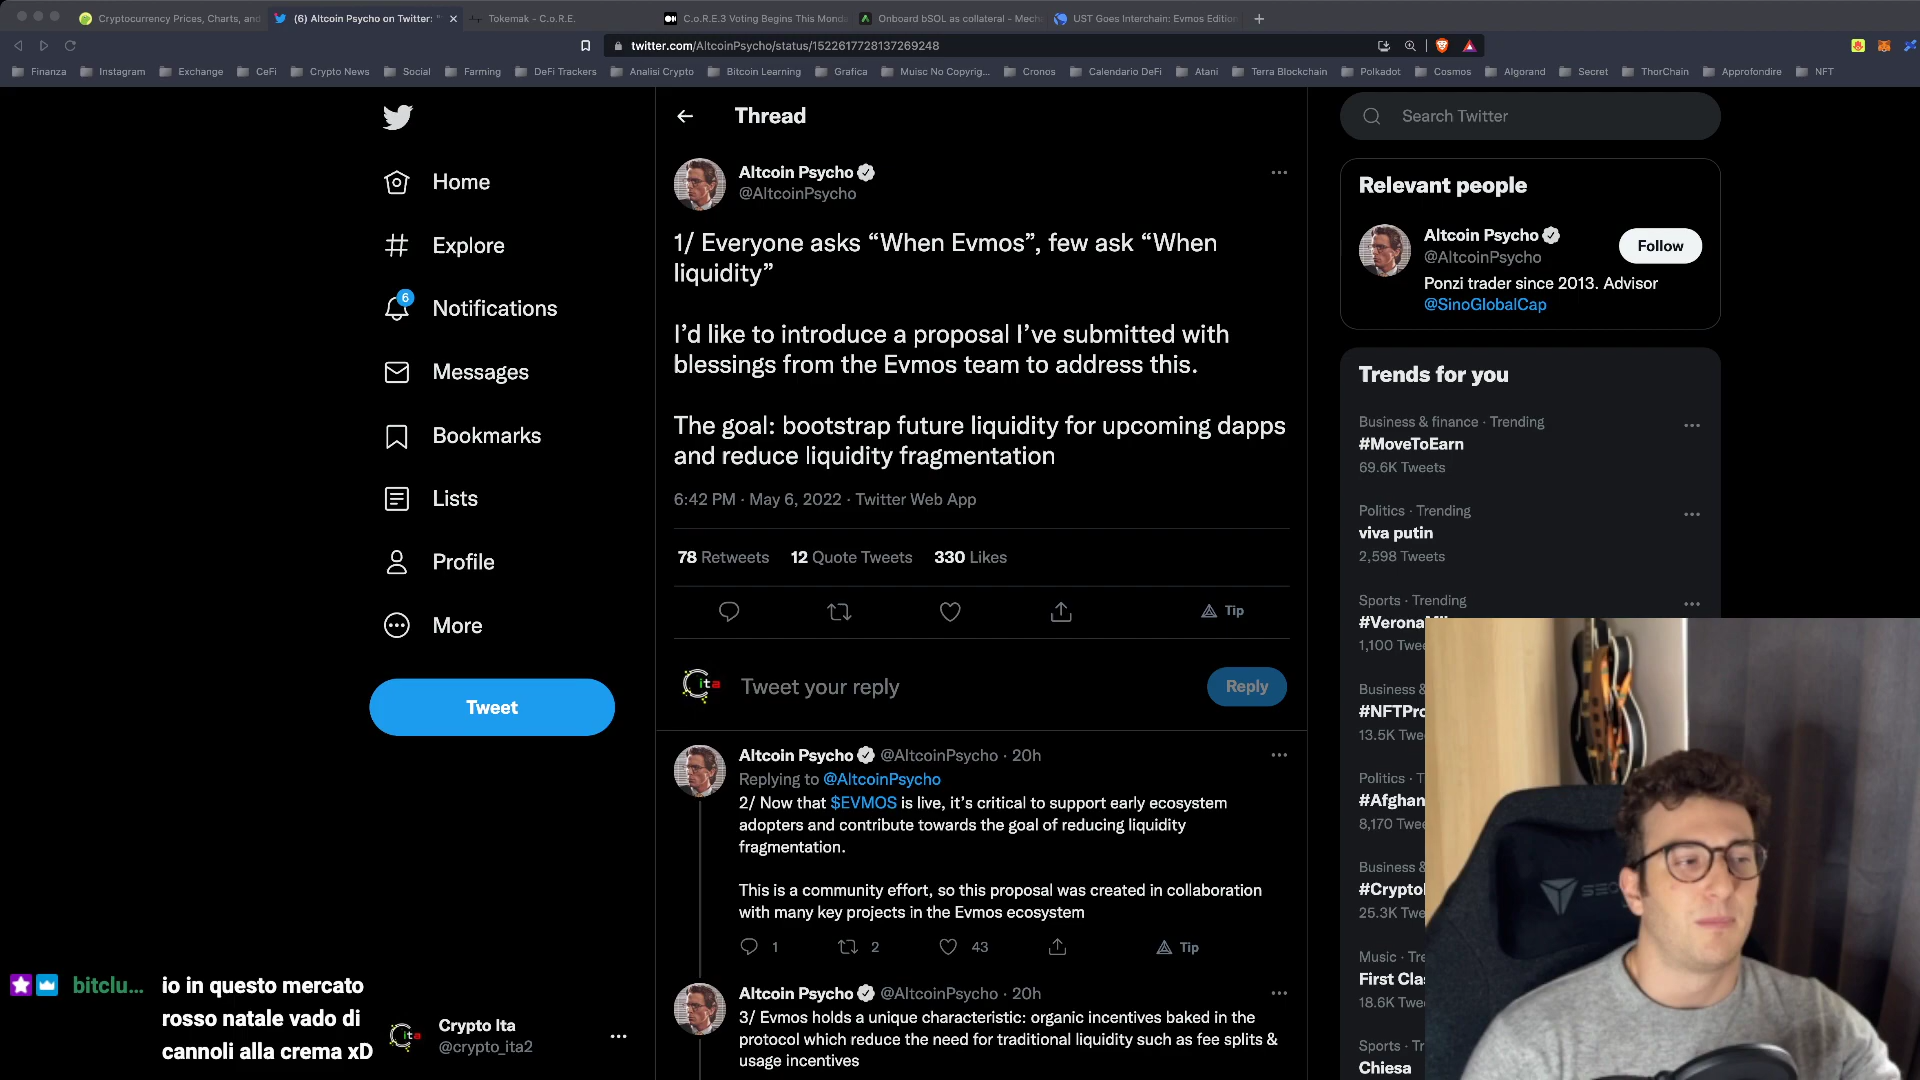 Cryptocurrency Prices, Charts, and
(6) Altcoin Psycho on Twitter: "
Tokemak - C.o.R.E.
C.o.R.E.3 Voting Begins This Monda
Onboard bSOL as collateral - Mech
UST Goes Interchain: Evmos Edition
twitter.com/AltcoinPsycho/status/1522617728137269248
Finanza
Instagram
Exchange
CeFi
Crypto News
Social
Farming
DeFi Trackers
Analisi Crypto
Bitcoin Learning
Grafica
Muisc No Copyrig...
Cronos
Calendario DeFi
Atani
Terra Blockchain
Polkadot
Cosmos
Algorand
Secret
ThorChain
Approfondire
NFT
Home
Explore
6
Notifications
Messages
Bookmarks
Lists
Profile
More
Tweet
Crypto Ita
@crypto_ita2
bitclu...
io in questo mercato
rosso natale vado di
cannoli alla crema xD
Thread
Altcoin Psycho
@AltcoinPsycho
1/ Everyone asks “When Evmos”, few ask “When
liquidity”
I’d like to introduce a proposal I’ve submitted with
blessings from the Evmos team to address this.
The goal: bootstrap future liquidity for upcoming dapps
and reduce liquidity fragmentation
6:42 PM · May 6, 2022 · Twitter Web App
78 Retweets 12 Quote Tweets 330 Likes
Tip
ita
Tweet your reply
Reply
Altcoin Psycho @AltcoinPsycho · 20h
Replying to @AltcoinPsycho
2/ Now that $EVMOS is live, it’s critical to support early ecosystem
adopters and contribute towards the goal of reducing liquidity
fragmentation.
This is a community effort, so this proposal was created in collaboration
with many key projects in the Evmos ecosystem
1 2 43 Tip
Altcoin Psycho @AltcoinPsycho · 20h
3/ Evmos holds a unique characteristic: organic incentives baked in the
protocol which reduce the need for traditional liquidity such as fee splits &
usage incentives
Search Twitter
Relevant people
Altcoin Psycho
@AltcoinPsycho
Follow
Ponzi trader since 2013. Advisor
@SinoGlobalCap
Trends for you
Business & finance · Trending
#MoveToEarn
69.6K Tweets
Politics · Trending
viva putin
2,598 Tweets
Sports · Trending
#VeronaMil
1,100 Twee
Business &
#NFTPro
13.5K Twe
Politics · T
#Afghan
8,170 Twee
Business &
#Crypto
25.3K Twe
Music · Tre
First Cla
18.6K Twe
Sports · Tr
Chiesa